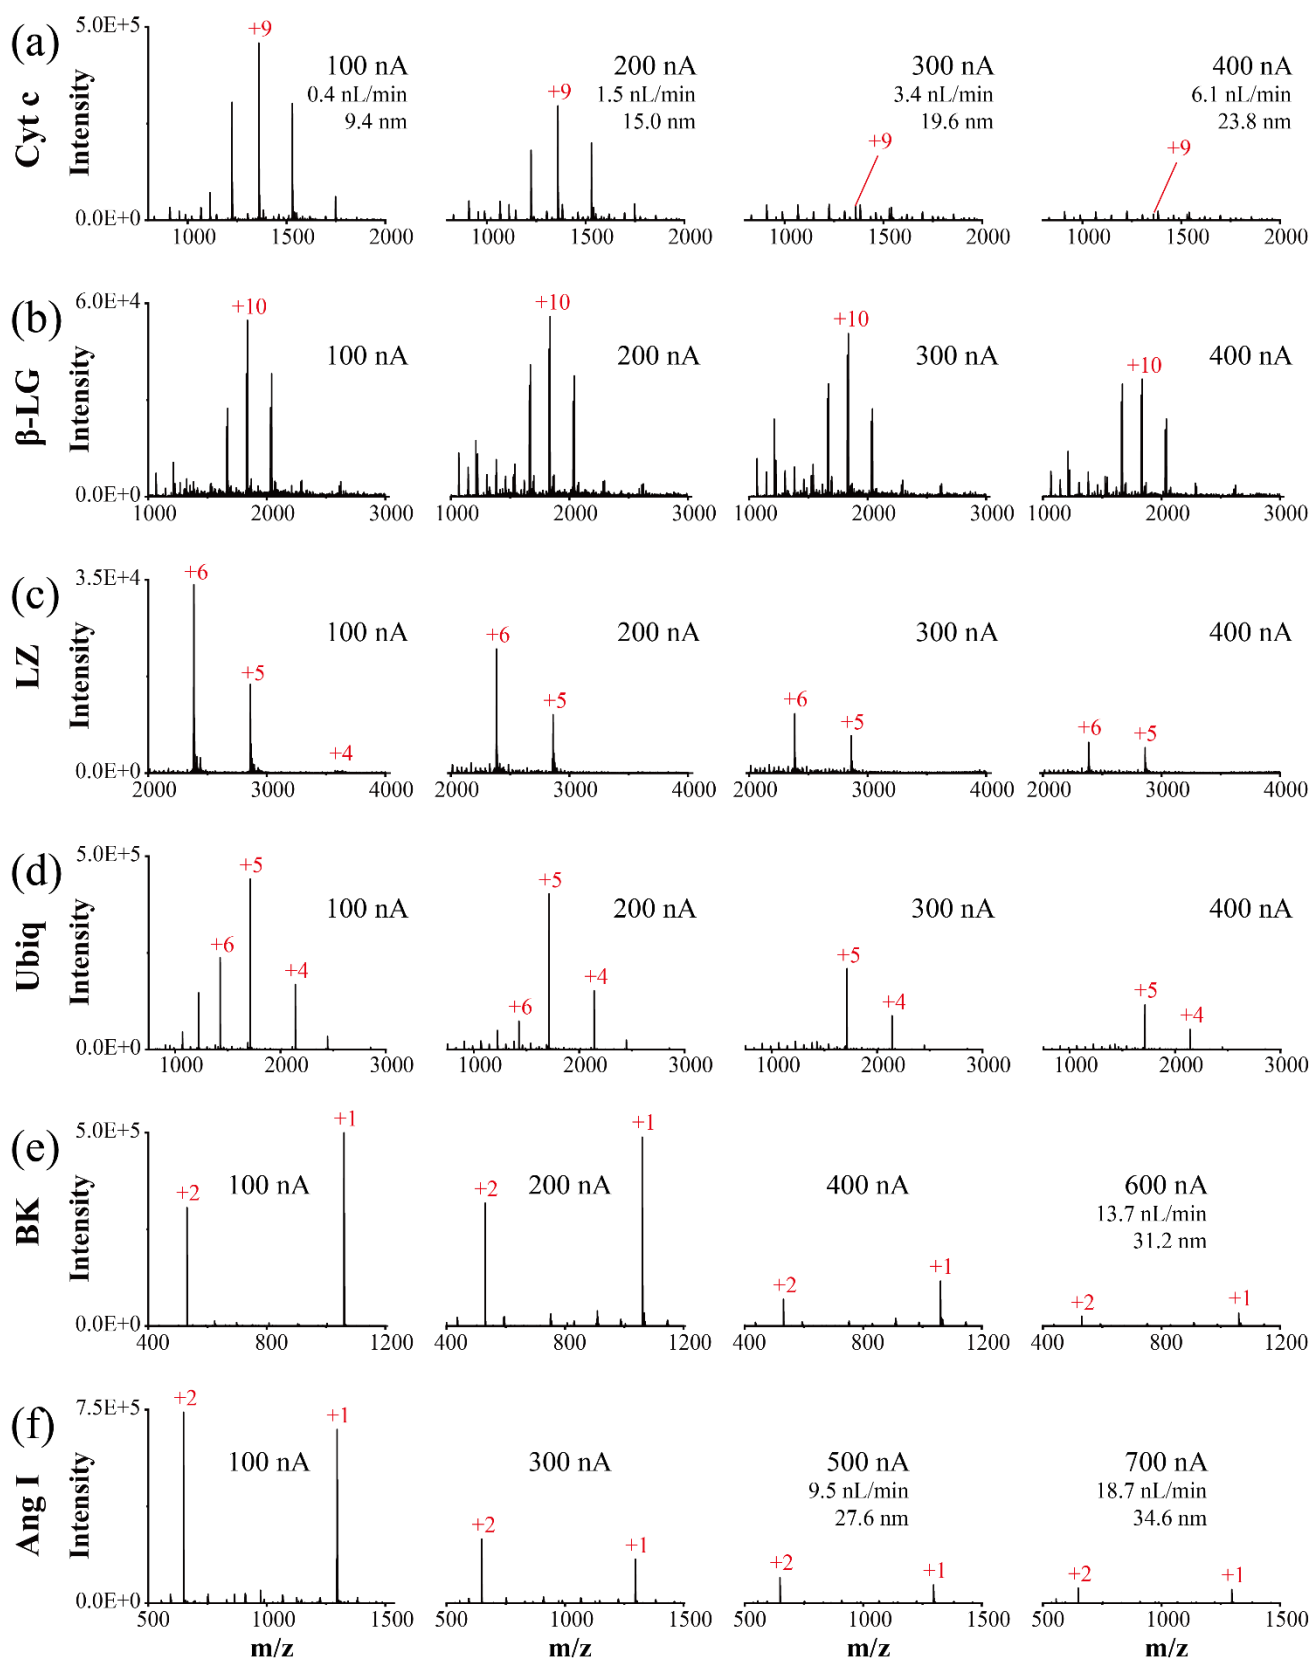 (a)
Cyt c
Intensity
5.0E+5
0.0E+0
+9
100 nA
0.4 nL/min
9.4 nm
1000 1500 2000
+9
200 nA
1.5 nL/min
15.0 nm
1000 1500 2000
+9
300 nA
3.4 nL/min
19.6 nm
1000 1500 2000
+9
400 nA
6.1 nL/min
23.8 nm
1000 1500 2000
(b)
β-LG
Intensity
6.0E+4
0.0E+0
+10
100 nA
1000 2000 3000
+10
200 nA
1000 2000 3000
+10
300 nA
1000 2000 3000
+10
400 nA
1000 2000 3000
(c)
LZ
Intensity
3.5E+4
0.0E+0
+6
+5
+4
100 nA
2000 3000 4000
+6
+5
200 nA
2000 3000 4000
+6
+5
300 nA
2000 3000 4000
+6
+5
400 nA
2000 3000 4000
(d)
Ubiq
Intensity
5.0E+5
0.0E+0
+6
+5
+4
100 nA
1000 2000 3000
+6
+5
+4
200 nA
1000 2000 3000
+5
+4
300 nA
1000 2000 3000
+5
+4
400 nA
1000 2000 3000
(e)
BK
Intensity
5.0E+5
0.0E+0
+2
+1
100 nA
400 800 1200
+2
+1
200 nA
400 800 1200
+2
+1
400 nA
400 800 1200
+2
+1
600 nA
13.7 nL/min
31.2 nm
400 800 1200
(f)
Ang I
Intensity
7.5E+5
0.0E+0
+2
+1
100 nA
500 1000 1500
m/z
+2
+1
300 nA
500 1000 1500
m/z
+2
+1
500 nA
9.5 nL/min
27.6 nm
500 1000 1500
m/z
+2
+1
700 nA
18.7 nL/min
34.6 nm
500 1000 1500
m/z